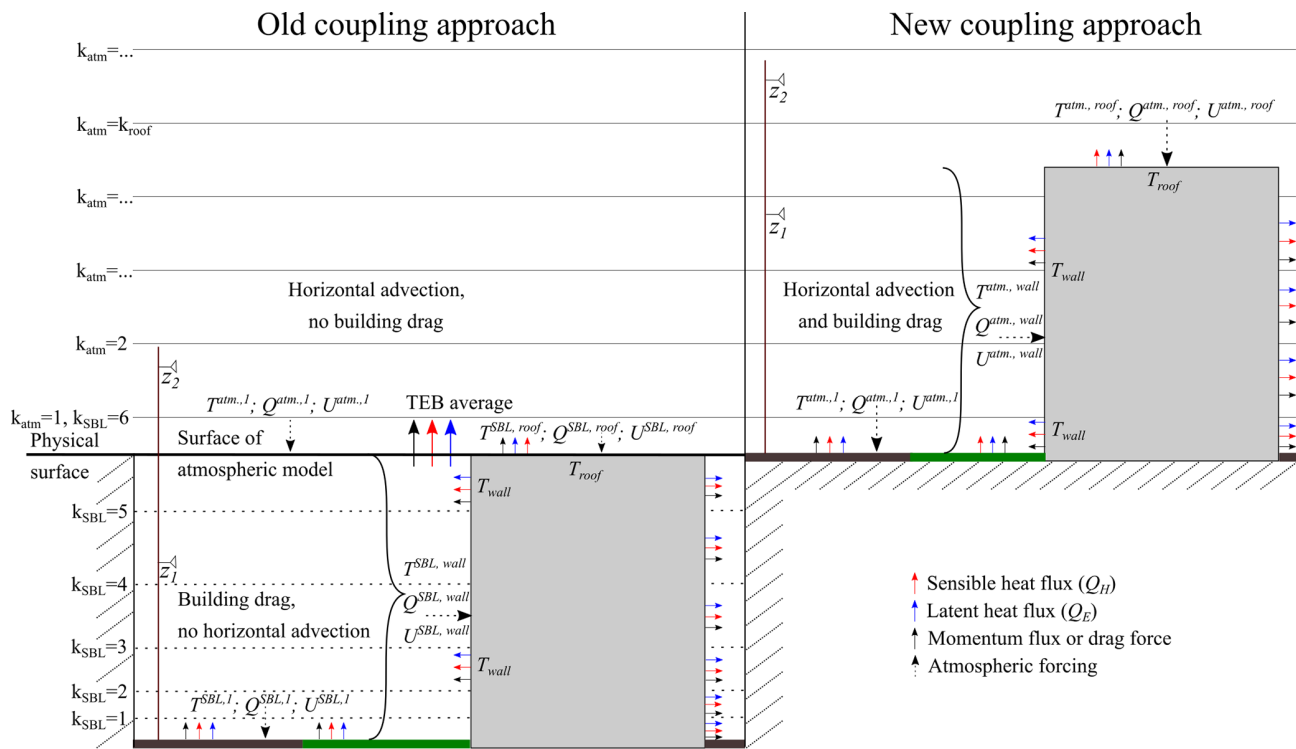 Old coupling approach
New coupling approach
k_atm=...
k_atm=k_roof
k_atm=...
k_atm=...
k_atm=2
k_atm=1, k_SBL=6
Physical
surface
k_SBL=5
k_SBL=4
k_SBL=3
k_SBL=2
k_SBL=1
Horizontal advection,
no building drag
z_2
T^atm.,1; Q^atm.,1; U^atm.,1
TEB average
Surface of
atmospheric model
T^SBL, roof; Q^SBL, roof; U^SBL, roof
T_roof
T_wall
z_1
Building drag,
no horizontal advection
T^SBL, wall
Q^SBL, wall
U^SBL, wall
T_wall
T^SBL,1; Q^SBL,1; U^SBL,1
z_2
T^atm., roof; Q^atm., roof; U^atm., roof
T_roof
z_1
T_wall
Horizontal advection
and building drag
T^atm., wall
Q^atm., wall
U^atm., wall
T^atm.,1; Q^atm.,1; U^atm.,1
T_wall
Sensible heat flux (Q_H)
Latent heat flux (Q_E)
Momentum flux or drag force
Atmospheric forcing